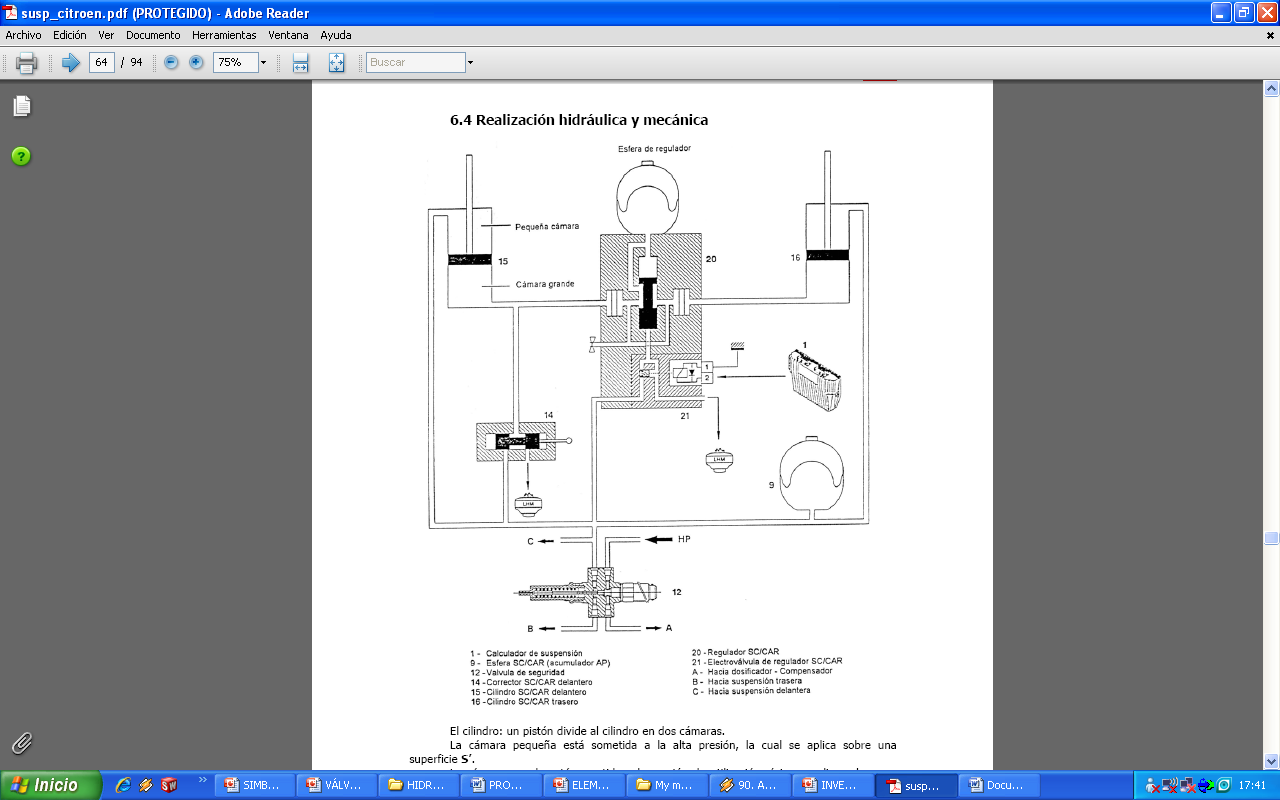 susp_citroen.pdf (PROTEGIDO) - Adobe Reader
Archivo Edición Ver Documento Herramientas Ventana Ayuda
64 / 94 75% Buscar
6.4 Realización hidráulica y mecánica
Esfera de regulador
Pequeña cámara
15
Cámara grande
20
16
1
1
2
14
21
LHM
LHM
9
C
HP
12
B
A
1 - Calculador de suspensión
9 - Esfera SC/CAR (acumulador AP)
12 - Valvula de seguridad
14 - Corrector SC/CAR delantero
15 - Cilindro SC/CAR delantero
16 - Cilindro SC/CAR trasero
20 - Regulador SC/CAR
21 - Electroválvula de regulador SC/CAR
A - Hacia dosificador - Compensador
B - Hacia suspensión trasera
C - Hacia suspensión delantera
El cilindro: un pistón divide al cilindro en dos cámaras.
La cámara pequeña está sometida a la alta presión, la cual se aplica sobre una
superficie S'.
Inicio SIMB... VÁLV... HIDR... PRO... ELEM... My m... 90. A... INVE... susp... Docu... 17:41